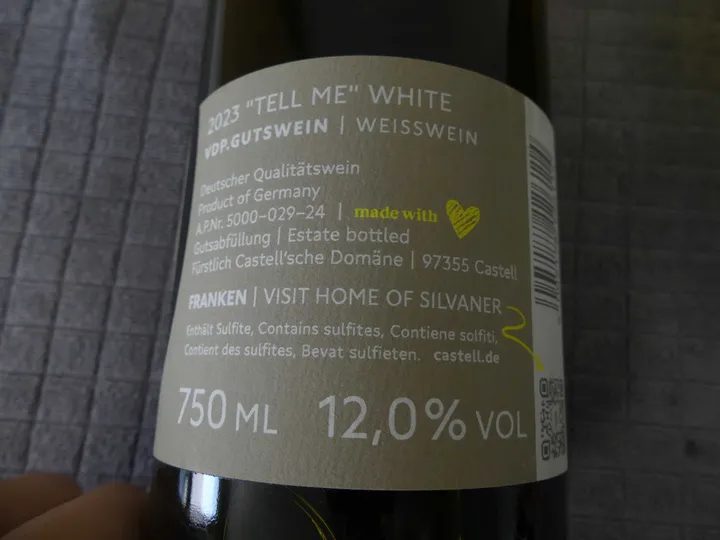 2023 "TELL ME" WHITE
VDP.GUTSWEIN | WEISSWEIN
Deutscher Qualitätswein
Product of Germany
A.P.Nr. 5000-029-24 | made with
Gutsabfüllung | Estate bottled
Fürstlich Castell'sche Domäne | 97355 Castell
FRANKEN | VISIT HOME OF SILVANER
Enthält Sulfite, Contains sulfites, Contiene solfiti,
Contient des sulfites, Bevat sulfieten. castell.de
750 ML 12,0% VOL